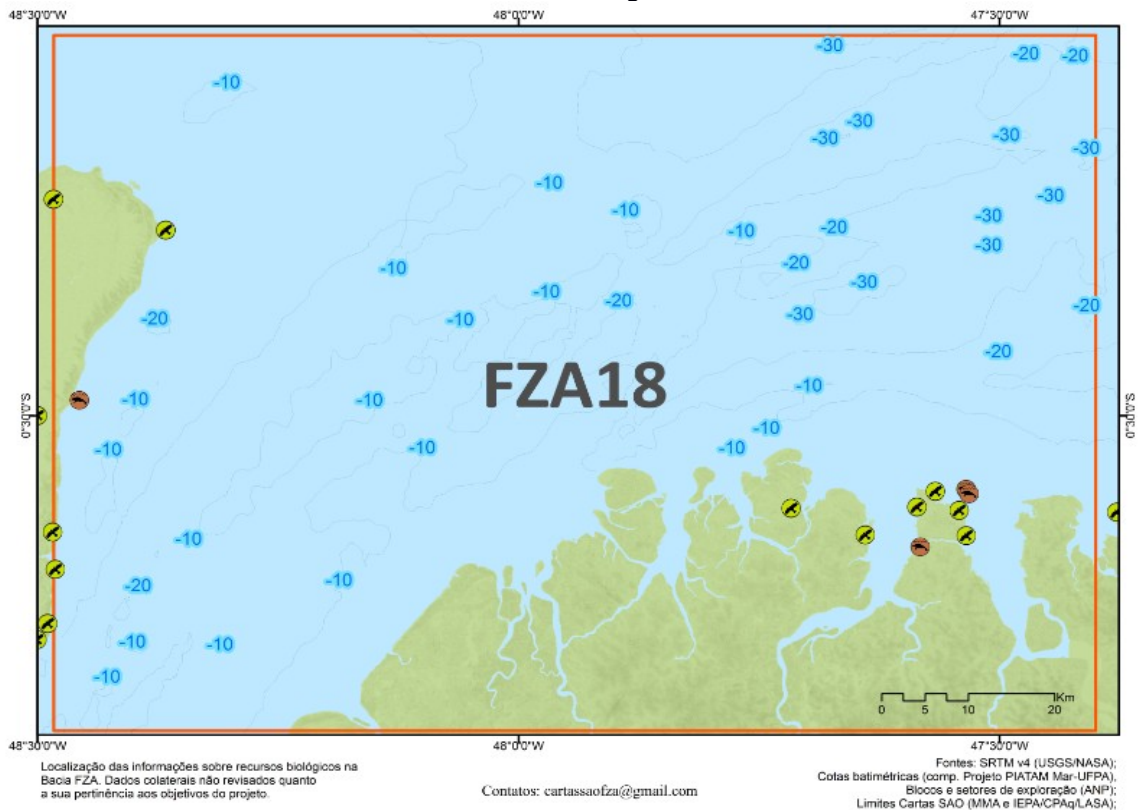 48°30'0"W
48°0'0"W
47°30'0"W
-10
-30
-20
-20
-30
-30
-30
-30
-10
-30
-10
-30
-20
-10
-30
-10
-20
-30
-10
-20
-30
-20
-20
-10
-30
-20
FZA18
-10
-10
-10
0°30'0"S
0°30'0"S
-10
-10
-10
-10
-10
-10
-20
-10
-10
-10
Km
0 5 10 20
48°30'0"W
48°0'0"W
47°30'0"W
Localização das informações sobre recursos biológicos na
Bacia FZA. Dados colaterais não revisados quanto
a sua pertinência aos objetivos do projeto.
Contatos: cartassaofza@gmail.com
Fontes: SRTM v4 (USGS/NASA);
Cotas batimétricas (comp. Projeto PIATAM Mar-UFPA),
Blocos e setores de exploração (ANP);
Limites Cartas SAO (MMA e IEPA/CPAq/LASA);